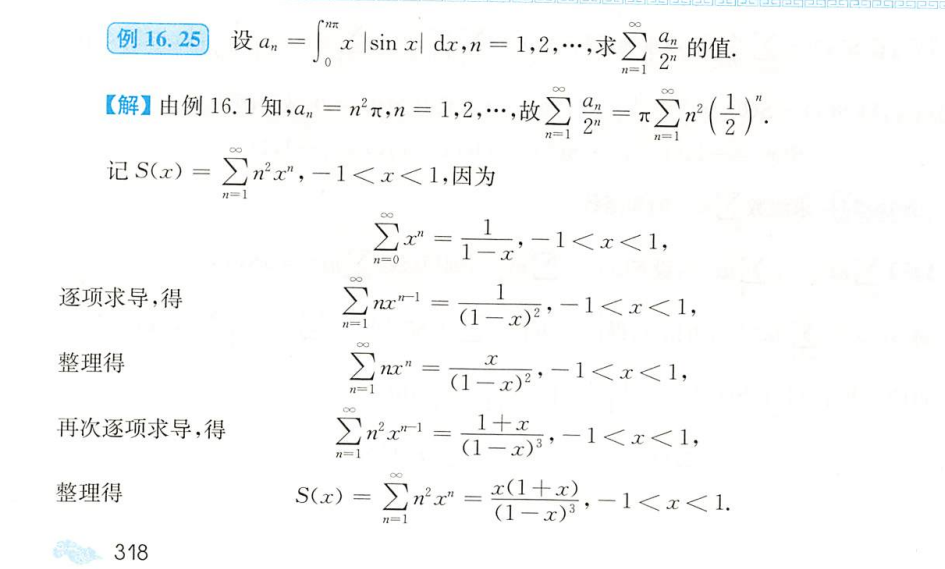 例 16.25 设 $a_n = \int_0^{n\pi} x |\sin x| \, \mathrm{d}x, n = 1,2,\cdots$,求 $\sum_{n=1}^{\infty} \frac{a_n}{2^n}$ 的值.
【解】由例 16.1 知,$a_n = n^2\pi, n = 1,2,\cdots$,故 $\sum_{n=1}^{\infty} \frac{a_n}{2^n} = \pi \sum_{n=1}^{\infty} n^2 \left(\frac{1}{2}\right)^n$.
记 $S(x) = \sum_{n=1}^{\infty} n^2 x^n, -1 < x < 1$,因为
$\sum_{n=0}^{\infty} x^n = \frac{1}{1-x}, -1 < x < 1,$
逐项求导,得 $\sum_{n=1}^{\infty} nx^{n-1} = \frac{1}{(1-x)^2}, -1 < x < 1,$
整理得 $\sum_{n=1}^{\infty} nx^n = \frac{x}{(1-x)^2}, -1 < x < 1,$
再次逐项求导,得 $\sum_{n=1}^{\infty} n^2 x^{n-1} = \frac{1+x}{(1-x)^3}, -1 < x < 1,$
整理得 $S(x) = \sum_{n=1}^{\infty} n^2 x^n = \frac{x(1+x)}{(1-x)^3}, -1 < x < 1.$
318